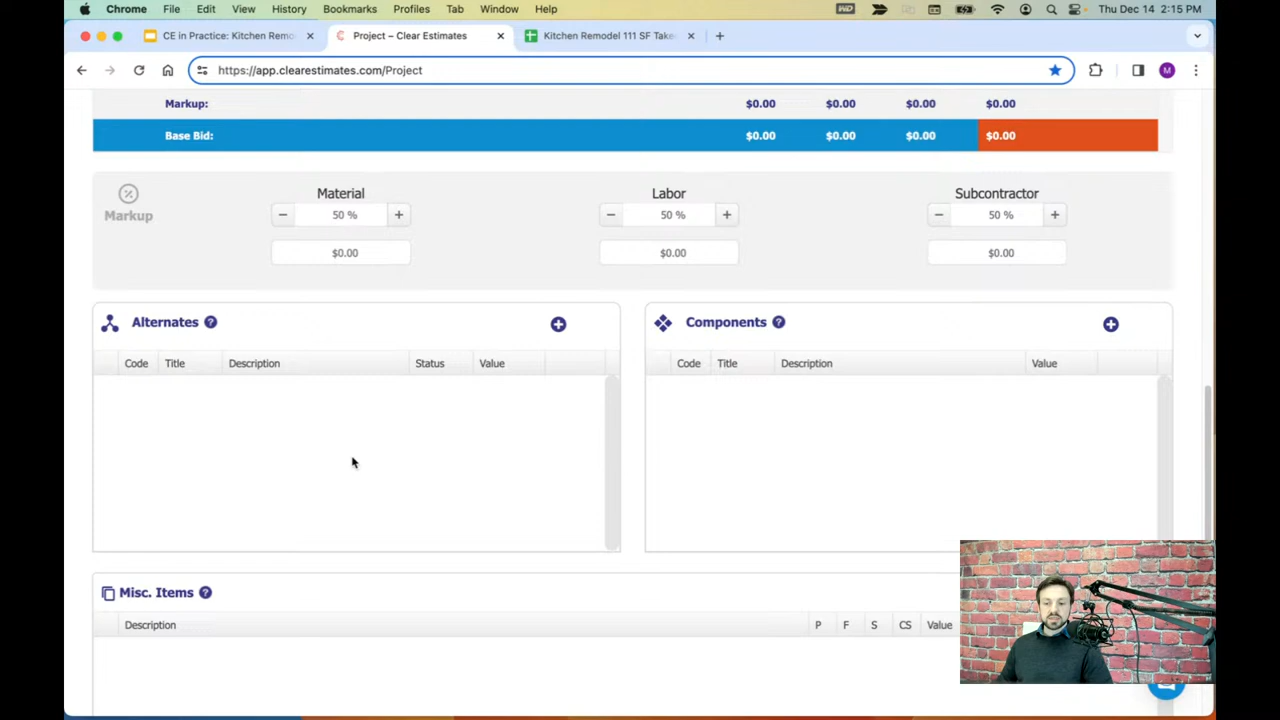 Chrome File Edit View History Bookmarks Profiles Tab Window Help Thu Dec 14 2:15 PM
CE in Practice: Kitchen Remo Project – Clear Estimates Kitchen Remodel 111 SF Take
https://app.clearestimates.com/Project M
Markup: $0.00 $0.00 $0.00 $0.00
Base Bid: $0.00 $0.00 $0.00 $0.00
Material Labor Subcontractor
Markup − 50 % + − 50 % + − 50 % +
$0.00 $0.00 $0.00
Alternates ? Components ?
Code Title Description Status Value Code Title Description Value
Misc. Items ?
Description P F S CS Value